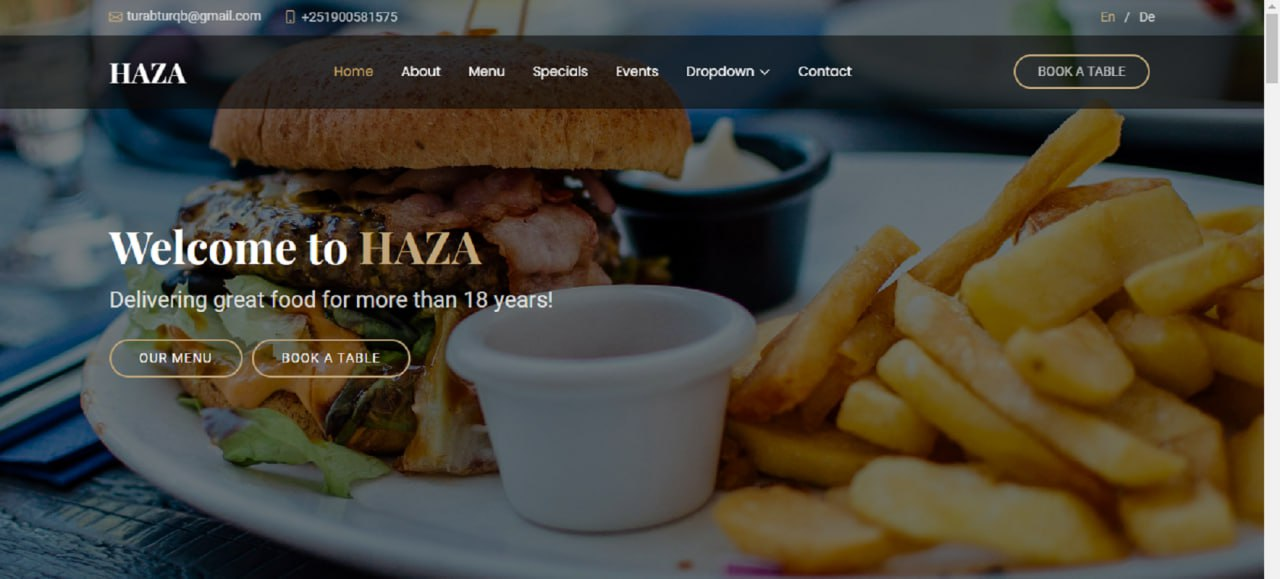 turabturqb@gmail.com +251900581575 En / De
HAZA Home About Menu Specials Events Dropdown Contact BOOK A TABLE
Welcome to HAZA
Delivering great food for more than 18 years!
OUR MENU BOOK A TABLE